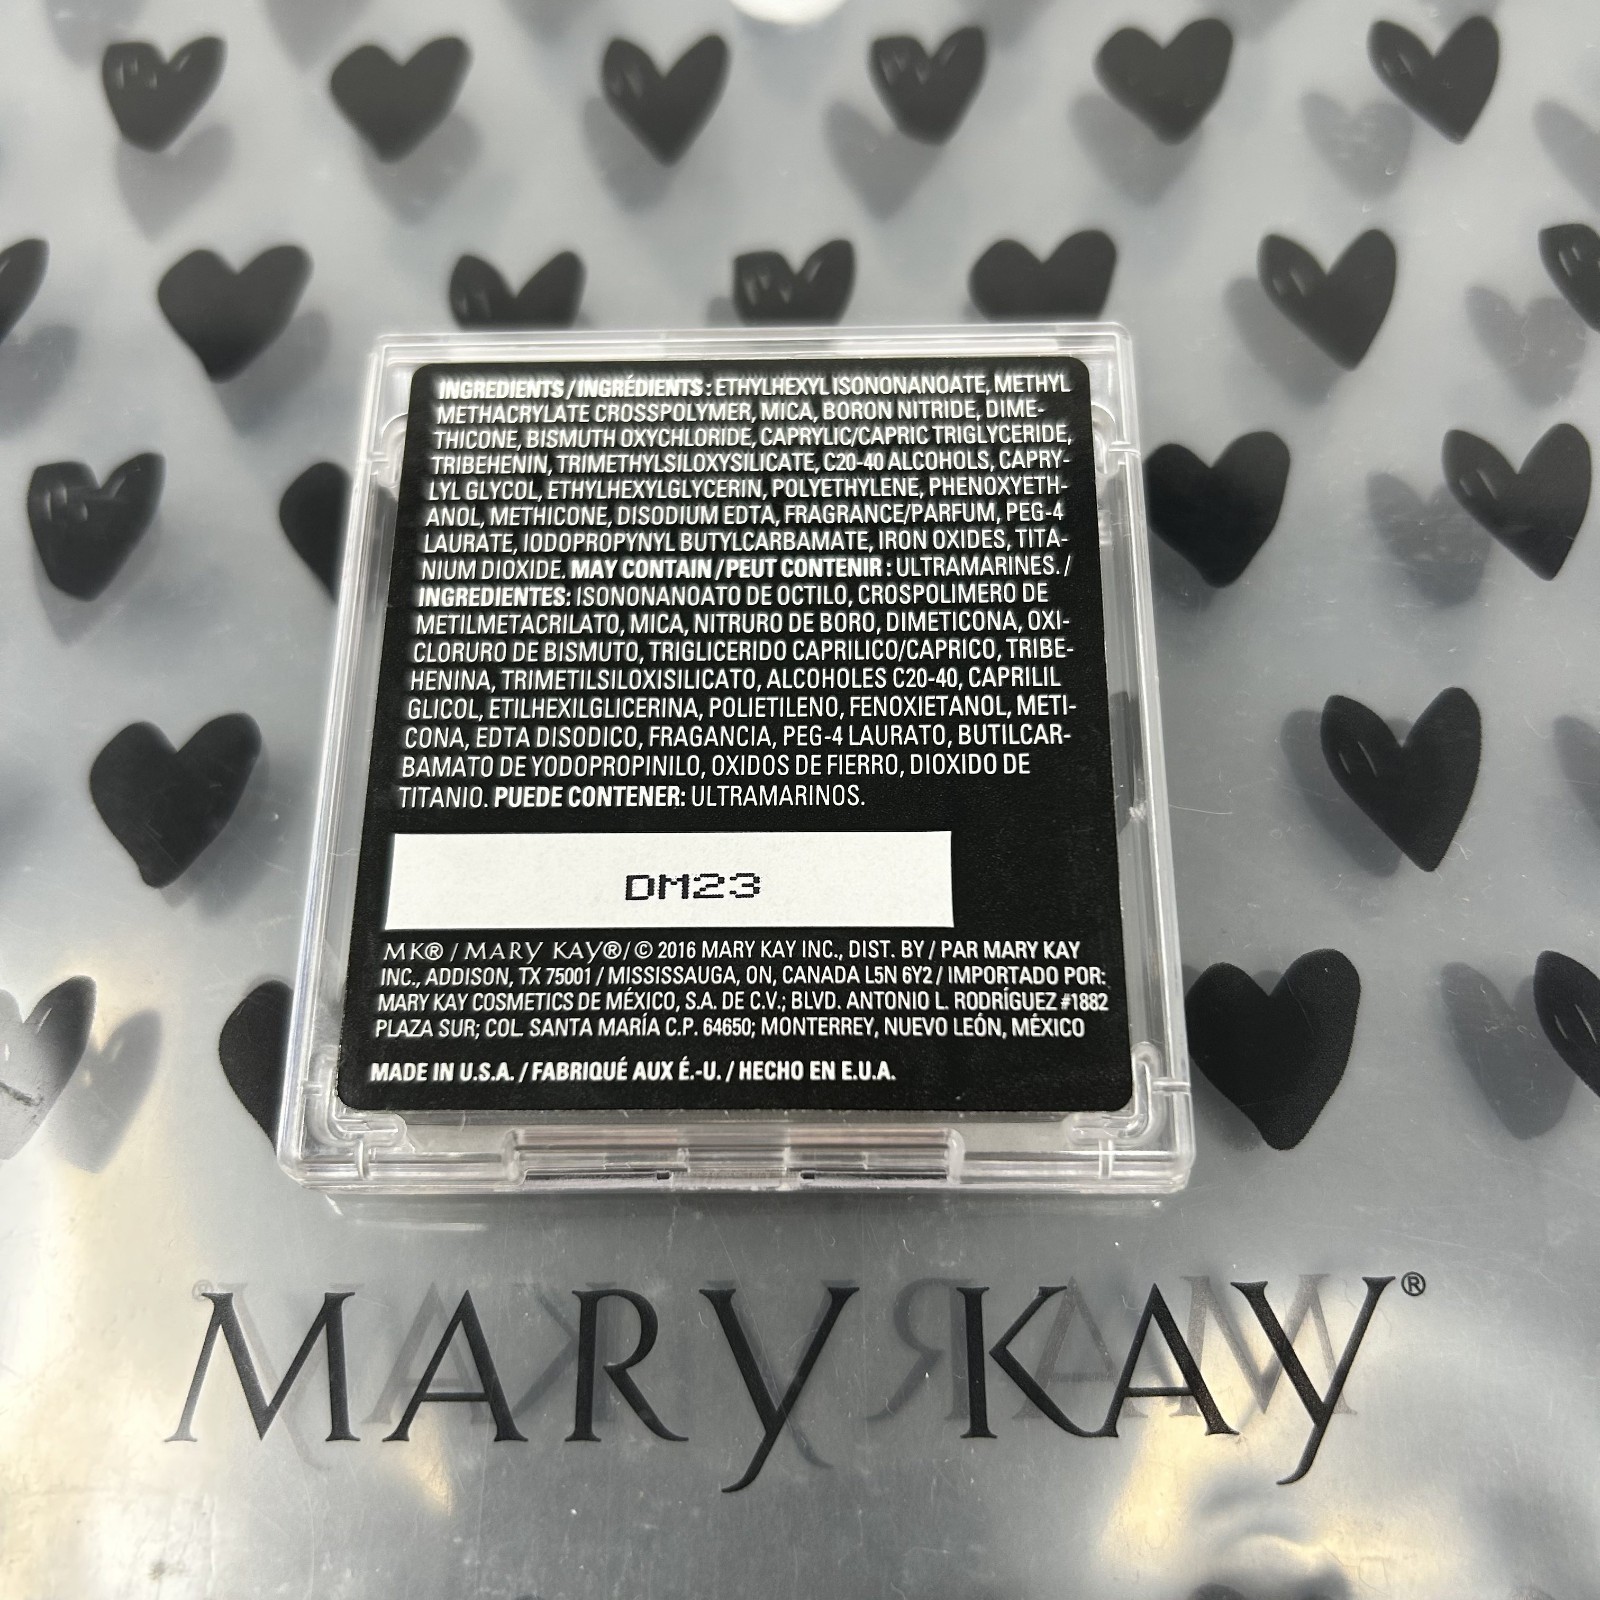 INGREDIENTS / INGRÉDIENTS : ETHYLHEXYL ISONONANOATE, METHYL
METHACRYLATE CROSSPOLYMER, MICA, BORON NITRIDE, DIME-
THICONE, BISMUTH OXYCHLORIDE, CAPRYLIC/CAPRIC TRIGLYCERIDE,
TRIBEHENIN, TRIMETHYLSILOXYSILICATE, C20-40 ALCOHOLS, CAPRY-
LYL GLYCOL, ETHYLHEXYLGLYCERIN, POLYETHYLENE, PHENOXYETH-
ANOL, METHICONE, DISODIUM EDTA, FRAGRANCE/PARFUM, PEG-4
LAURATE, IODOPROPYNYL BUTYLCARBAMATE, IRON OXIDES, TITA-
NIUM DIOXIDE. MAY CONTAIN / PEUT CONTENIR : ULTRAMARINES. /
INGREDIENTES: ISONONANOATO DE OCTILO, CROSPOLIMERO DE
METILMETACRILATO, MICA, NITRURO DE BORO, DIMETICONA, OXI-
CLORURO DE BISMUTO, TRIGLICERIDO CAPRILICO/CAPRICO, TRIBE-
HENINA, TRIMETILSILOXISILICATO, ALCOHOLES C20-40, CAPRILIL
GLICOL, ETILHEXILGLICERINA, POLIETILENO, FENOXIETANOL, METI-
CONA, EDTA DISODICO, FRAGANCIA, PEG-4 LAURATO, BUTILCAR-
BAMATO DE YODOPROPINILO, OXIDOS DE FIERRO, DIOXIDO DE
TITANIO. PUEDE CONTENER: ULTRAMARINOS.
DM23
MK® / MARY KAY® / © 2016 MARY KAY INC., DIST. BY / PAR MARY KAY
INC., ADDISON, TX 75001 / MISSISSAUGA, ON, CANADA L5N 6Y2 / IMPORTADO POR:
MARY KAY COSMETICS DE MÉXICO, S.A. DE C.V.; BLVD. ANTONIO L. RODRÍGUEZ #1882
PLAZA SUR; COL. SANTA MARÍA C.P. 64650; MONTERREY, NUEVO LEÓN, MÉXICO
MADE IN U.S.A. / FABRIQUÉ AUX É.-U. / HECHO EN E.U.A.
MARY KAY®